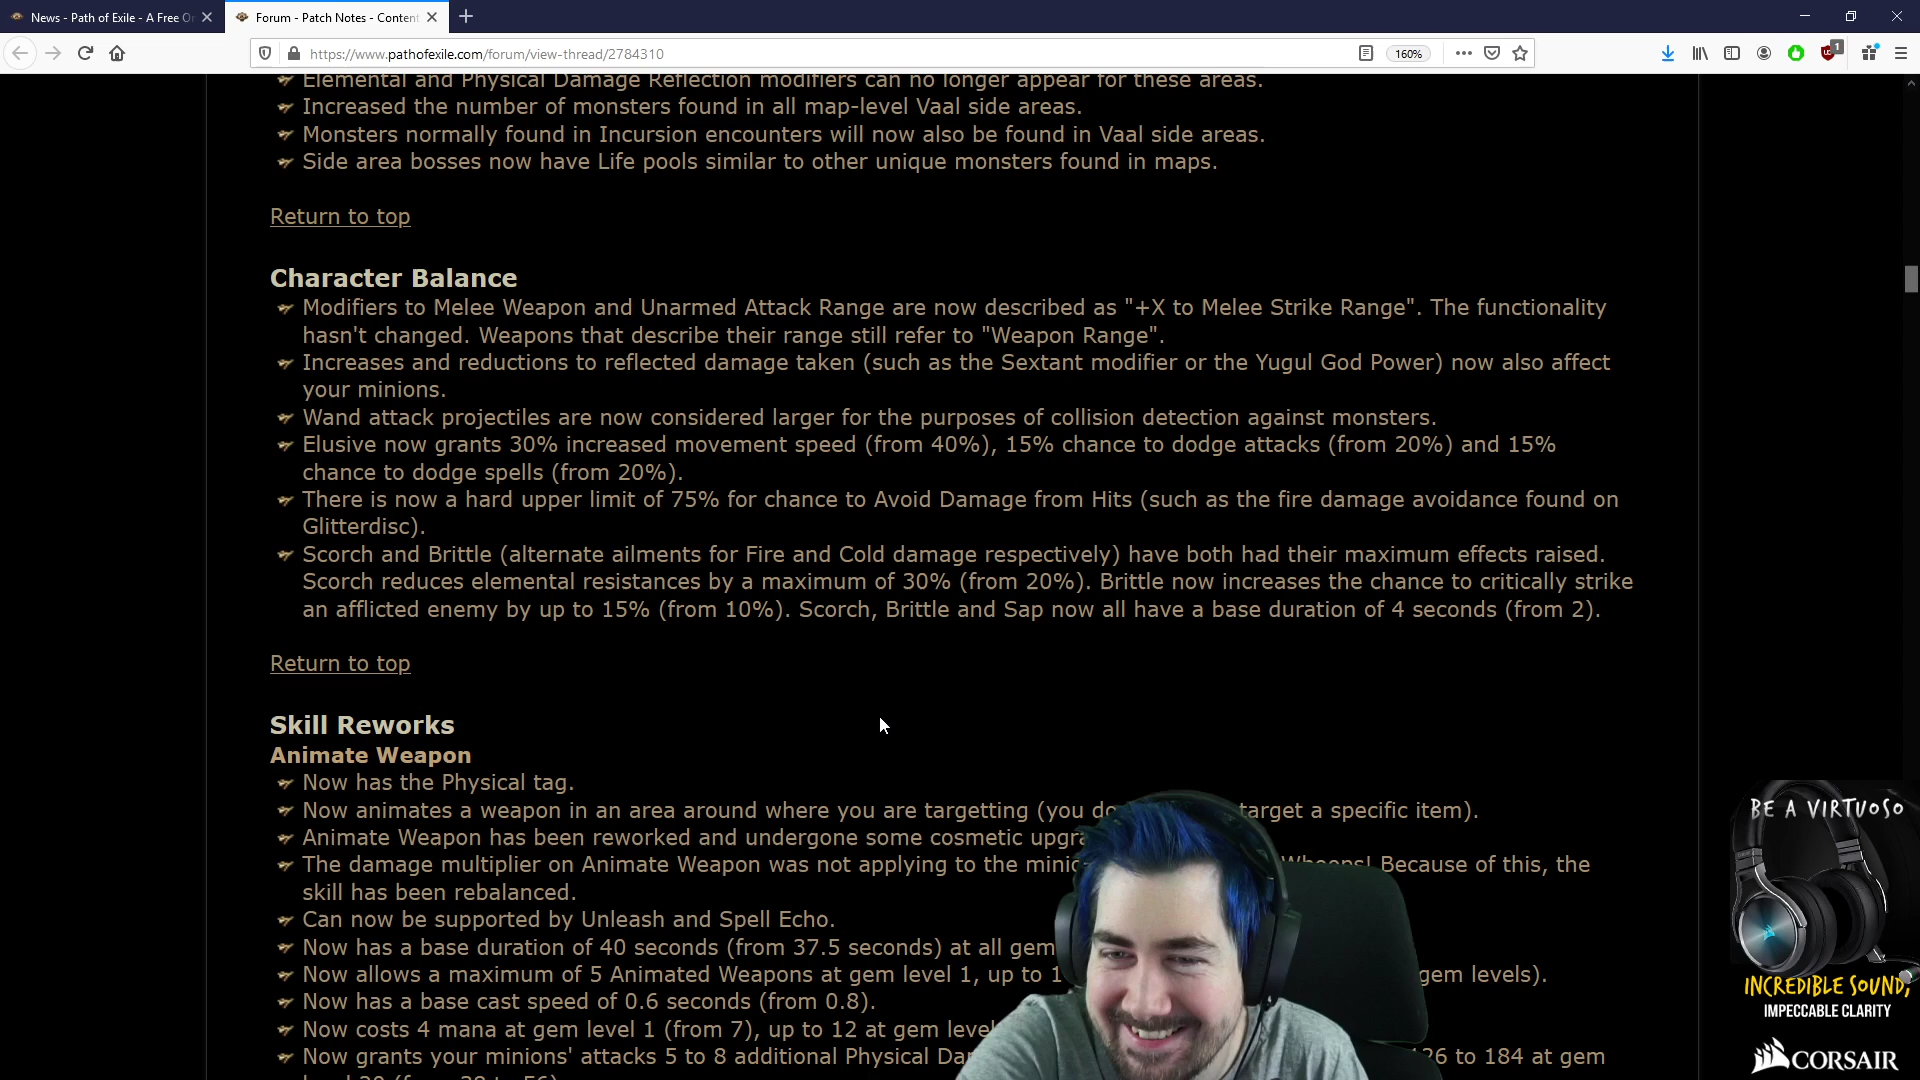 News - Path of Exile - A Free On
Forum - Patch Notes - Content
https://www.pathofexile.com/forum/view-thread/2784310
160%
1
Elemental and Physical Damage Reflection modifiers can no longer appear for these areas.
Increased the number of monsters found in all map-level Vaal side areas.
Monsters normally found in Incursion encounters will now also be found in Vaal side areas.
Side area bosses now have Life pools similar to other unique monsters found in maps.
Return to top
Character Balance
Modifiers to Melee Weapon and Unarmed Attack Range are now described as "+X to Melee Strike Range". The functionality
hasn't changed. Weapons that describe their range still refer to "Weapon Range".
Increases and reductions to reflected damage taken (such as the Sextant modifier or the Yugul God Power) now also affect
your minions.
Wand attack projectiles are now considered larger for the purposes of collision detection against monsters.
Elusive now grants 30% increased movement speed (from 40%), 15% chance to dodge attacks (from 20%) and 15%
chance to dodge spells (from 20%).
There is now a hard upper limit of 75% for chance to Avoid Damage from Hits (such as the fire damage avoidance found on
Glitterdisc).
Scorch and Brittle (alternate ailments for Fire and Cold damage respectively) have both had their maximum effects raised.
Scorch reduces elemental resistances by a maximum of 30% (from 20%). Brittle now increases the chance to critically strike
an afflicted enemy by up to 15% (from 10%). Scorch, Brittle and Sap now all have a base duration of 4 seconds (from 2).
Return to top
Skill Reworks
Animate Weapon
Now has the Physical tag.
Now animates a weapon in an area around where you are targetting (you do target a specific item).
Animate Weapon has been reworked and undergone some cosmetic upgra
The damage multiplier on Animate Weapon was not applying to the minio Whoops! Because of this, the
skill has been rebalanced.
Can now be supported by Unleash and Spell Echo.
Now has a base duration of 40 seconds (from 37.5 seconds) at all gem
Now allows a maximum of 5 Animated Weapons at gem level 1, up to 1 gem levels).
Now has a base cast speed of 0.6 seconds (from 0.8).
Now costs 4 mana at gem level 1 (from 7), up to 12 at gem level
Now grants your minions' attacks 5 to 8 additional Physical Da 126 to 184 at gem
BE A VIRTUOSO
INCREDIBLE SOUND,
IMPECCABLE CLARITY
CORSAIR